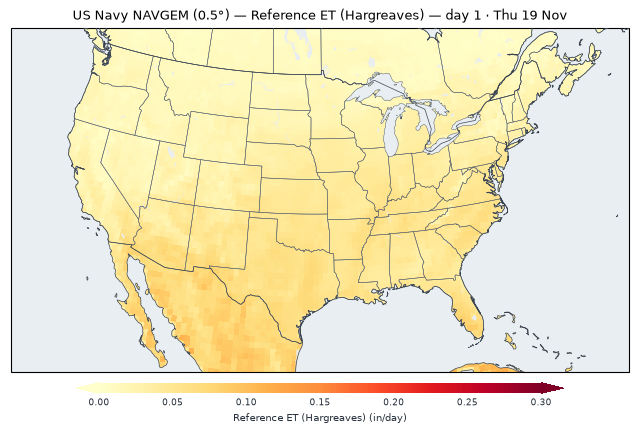 US Navy NAVGEM (0.5°) — Reference ET (Hargreaves) — day 1 · Thu 19 Nov
0.00 0.05 0.10 0.15 0.20 0.25 0.30
Reference ET (Hargreaves) (in/day)